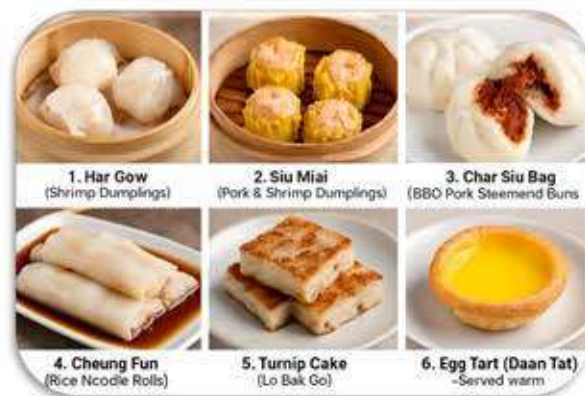 1. Har Gow
(Shrimp Dumplings)
2. Siu Miai
(Pork & Shrimp Dumplings)
3. Char Siu Bag
(BBO Pork Steemend Buns
4. Cheung Fun
(Rice Ncodle Rolls)
5. Turnip Cake
(Lo Bak Go)
6. Egg Tart (Daan Tat)
-Served warm